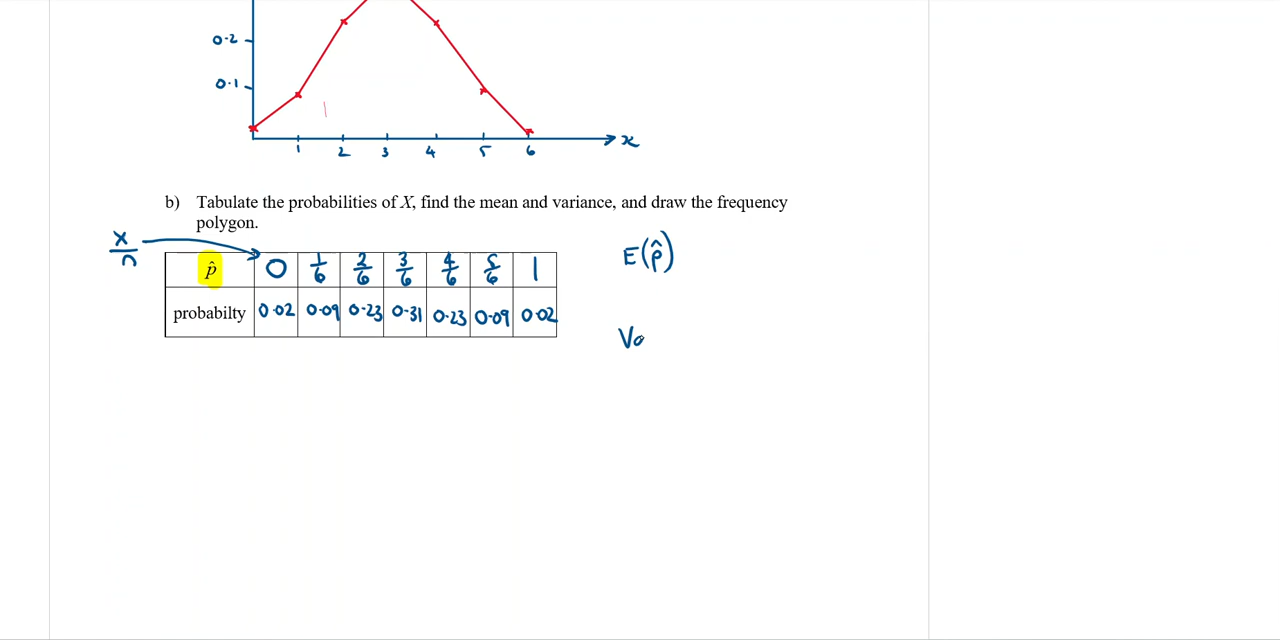 0.2
0.1
1 2 3 4 5 6 x
b) Tabulate the probabilities of X, find the mean and variance, and draw the frequency
polygon.
x/n
p̂ 0 1/6 2/6 3/6 4/6 5/6 1
probabilty 0.02 0.09 0.23 0.31 0.23 0.09 0.02
E(p̂)
Va